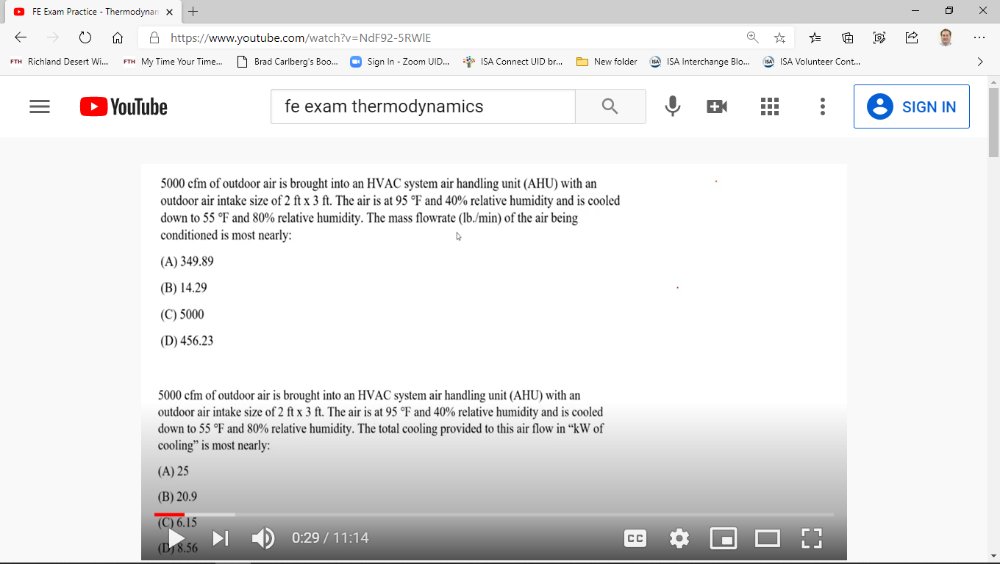 FE Exam Practice - Thermodynam
https://www.youtube.com/watch?v=NdF92-5RWlE
FTH Richland Desert Wi...
FTH My Time Your Time...
Brad Carlberg's Boo...
Sign In - Zoom UID...
ISA Connect UID br...
New folder
ISA ISA Interchange Blo...
ISA ISA Volunteer Cont...
YouTube
fe exam thermodynamics
SIGN IN
5000 cfm of outdoor air is brought into an HVAC system air handling unit (AHU) with an
outdoor air intake size of 2 ft x 3 ft. The air is at 95 °F and 40% relative humidity and is cooled
down to 55 °F and 80% relative humidity. The mass flowrate (lb./min) of the air being
conditioned is most nearly:
(A) 349.89
(B) 14.29
(C) 5000
(D) 456.23
5000 cfm of outdoor air is brought into an HVAC system air handling unit (AHU) with an
outdoor air intake size of 2 ft x 3 ft. The air is at 95 °F and 40% relative humidity and is cooled
down to 55 °F and 80% relative humidity. The total cooling provided to this air flow in “kW of
cooling” is most nearly:
(A) 25
(B) 20.9
(C) 6.15
(D) 8.56
0:29 / 11:14
CC